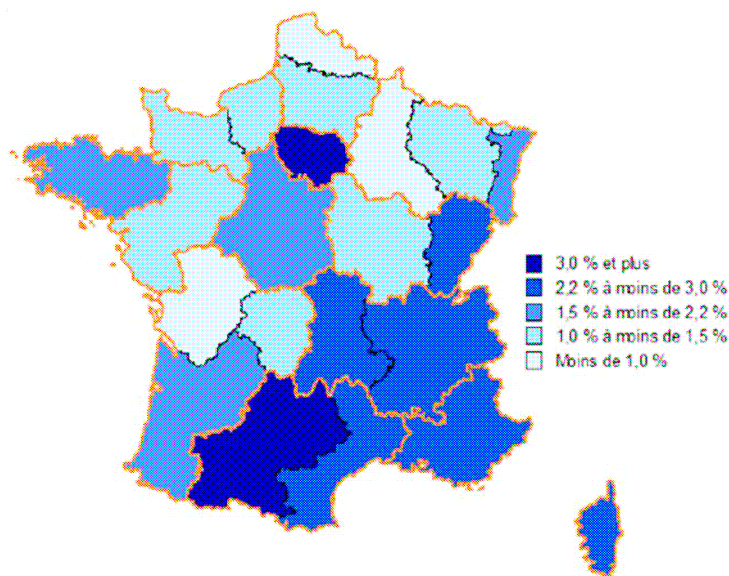 3,0 % et plus
2,2 % à moins de 3,0 %
1,5 % à moins de 2,2 %
1,0 % à moins de 1,5 %
Moins de 1,0 %